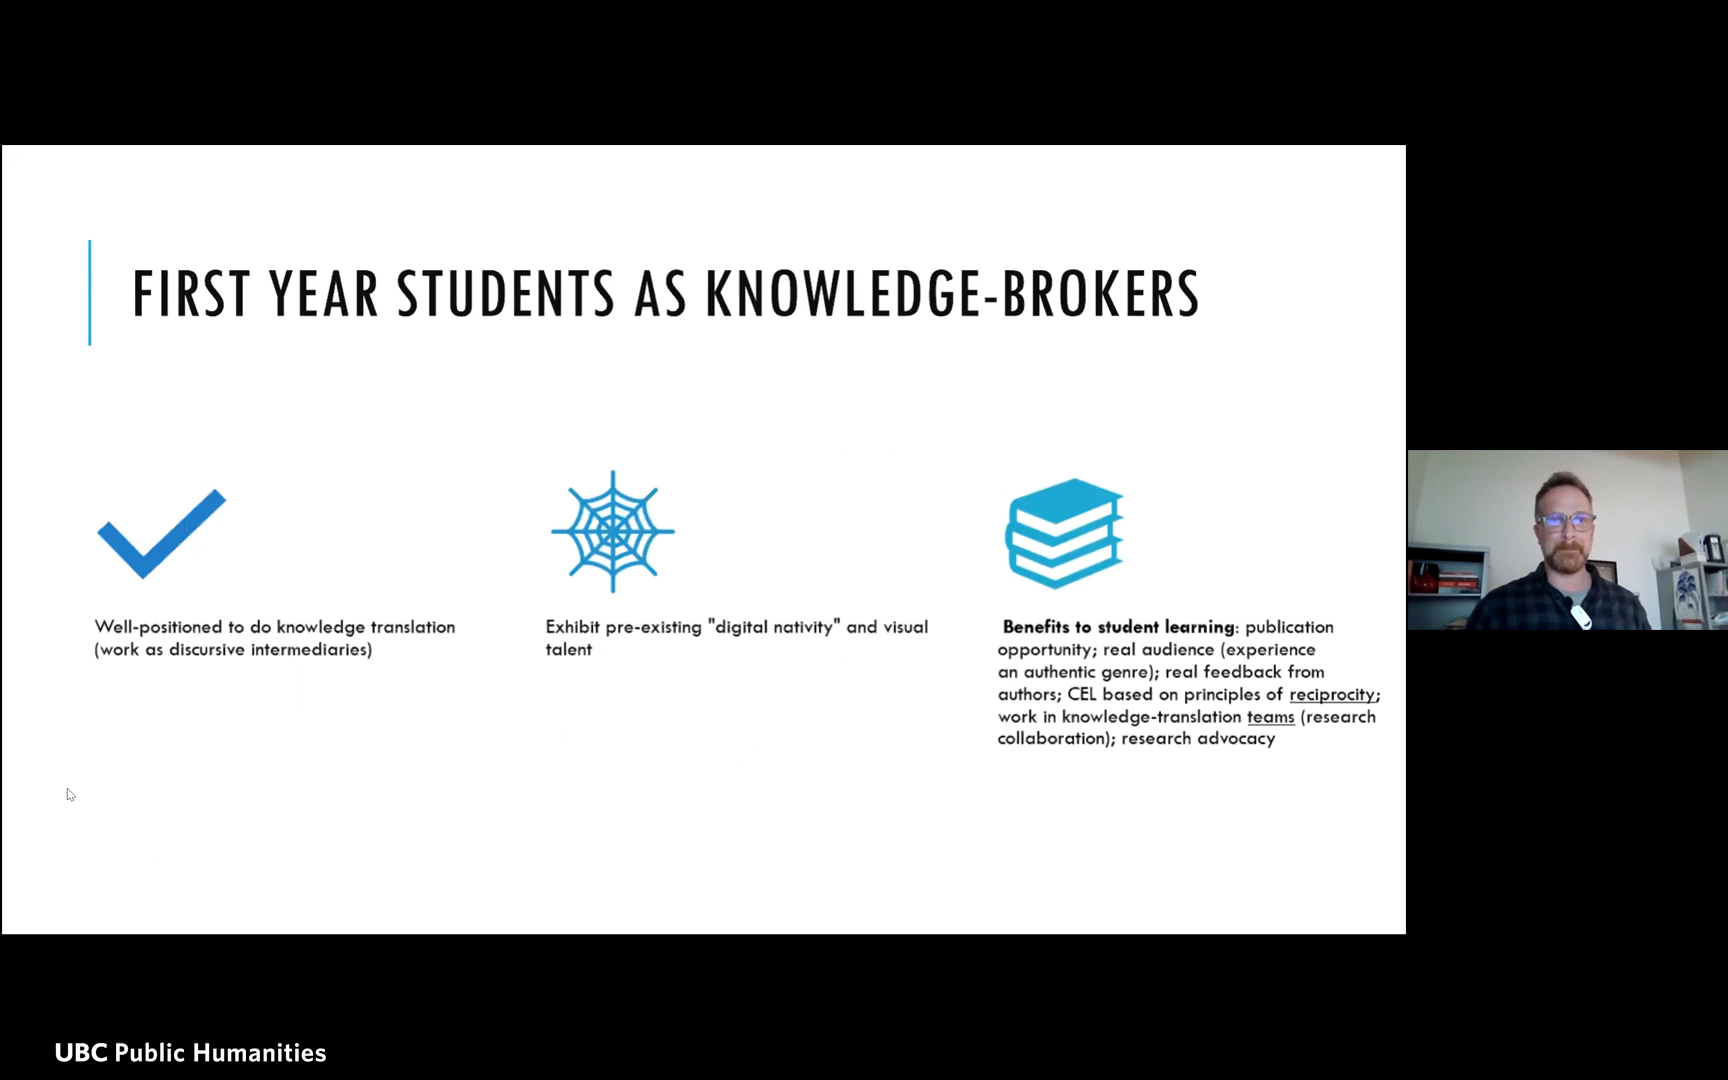 FIRST YEAR STUDENTS AS KNOWLEDGE-BROKERS
Well-positioned to do knowledge translation
(work as discursive intermediaries)
Exhibit pre-existing "digital nativity" and visual
talent
Benefits to student learning: publication
opportunity; real audience (experience
an authentic genre); real feedback from
authors; CEL based on principles of reciprocity;
work in knowledge-translation teams (research
collaboration); research advocacy
UBC Public Humanities